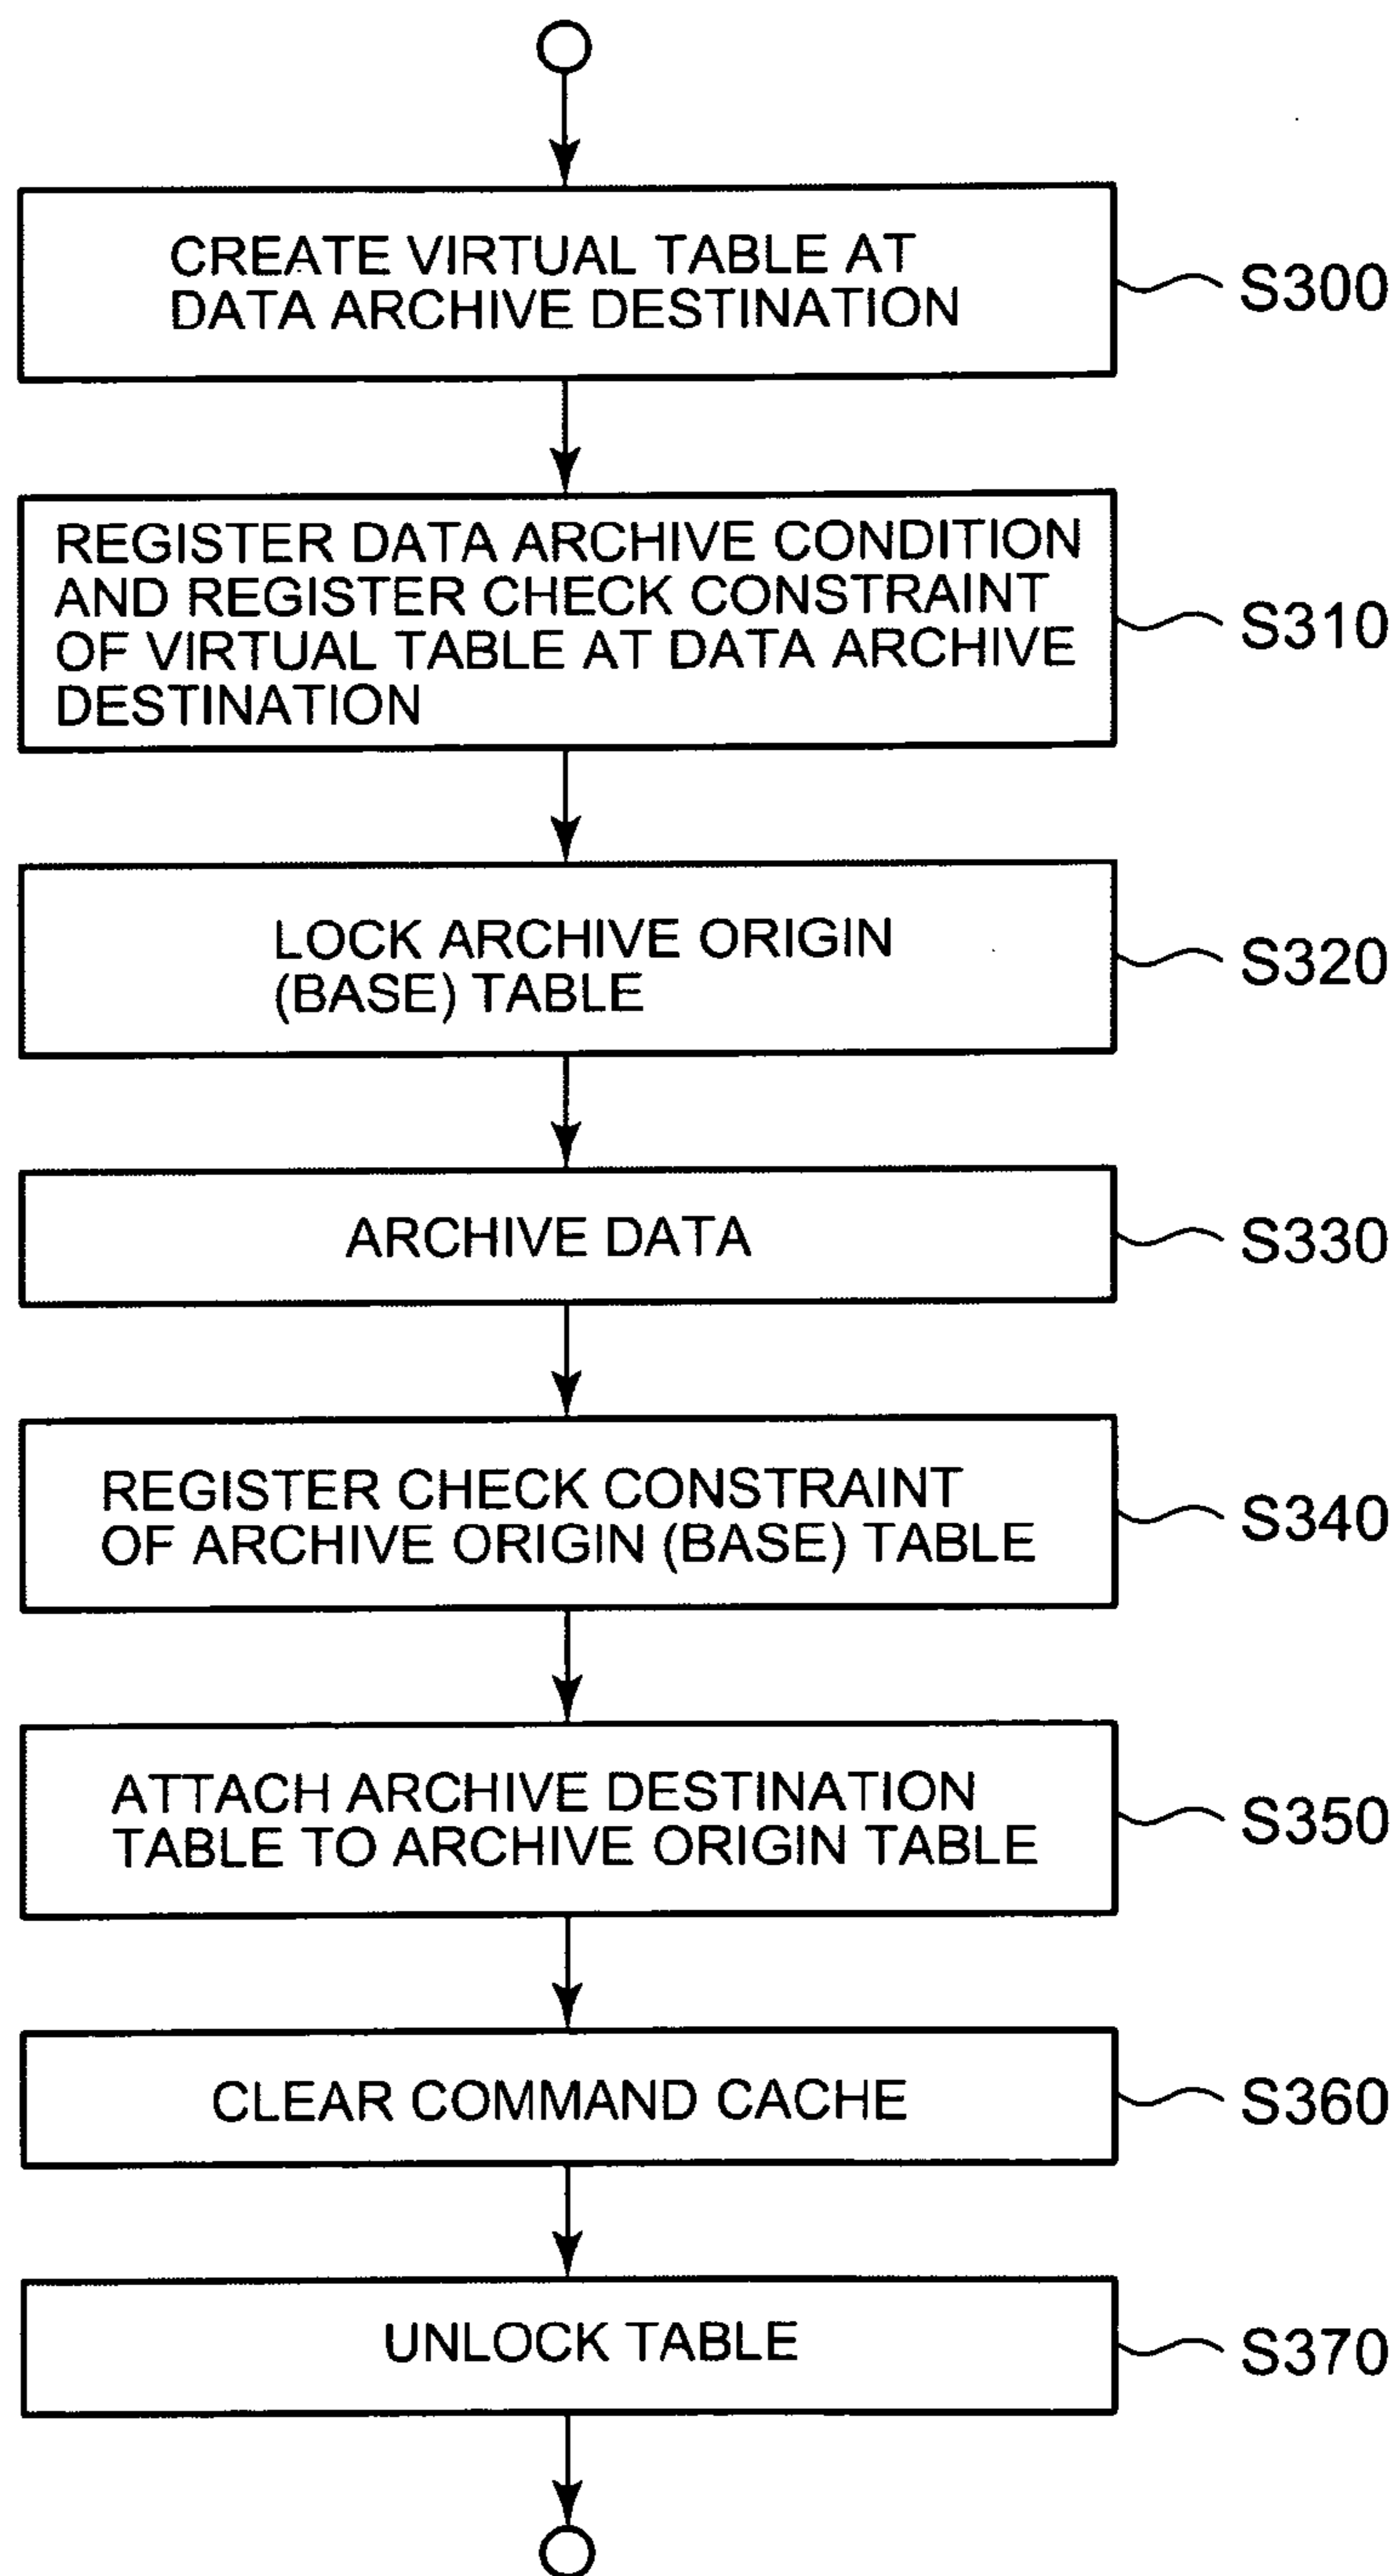 CREATE VIRTUAL TABLE AT
DATA ARCHIVE DESTINATION
S300
REGISTER DATA ARCHIVE CONDITION
AND REGISTER CHECK CONSTRAINT
OF VIRTUAL TABLE AT DATA ARCHIVE
DESTINATION
S310
LOCK ARCHIVE ORIGIN
(BASE) TABLE
S320
ARCHIVE DATA
S330
REGISTER CHECK CONSTRAINT
OF ARCHIVE ORIGIN (BASE) TABLE
S340
ATTACH ARCHIVE DESTINATION
TABLE TO ARCHIVE ORIGIN TABLE
S350
CLEAR COMMAND CACHE
S360
UNLOCK TABLE
S370